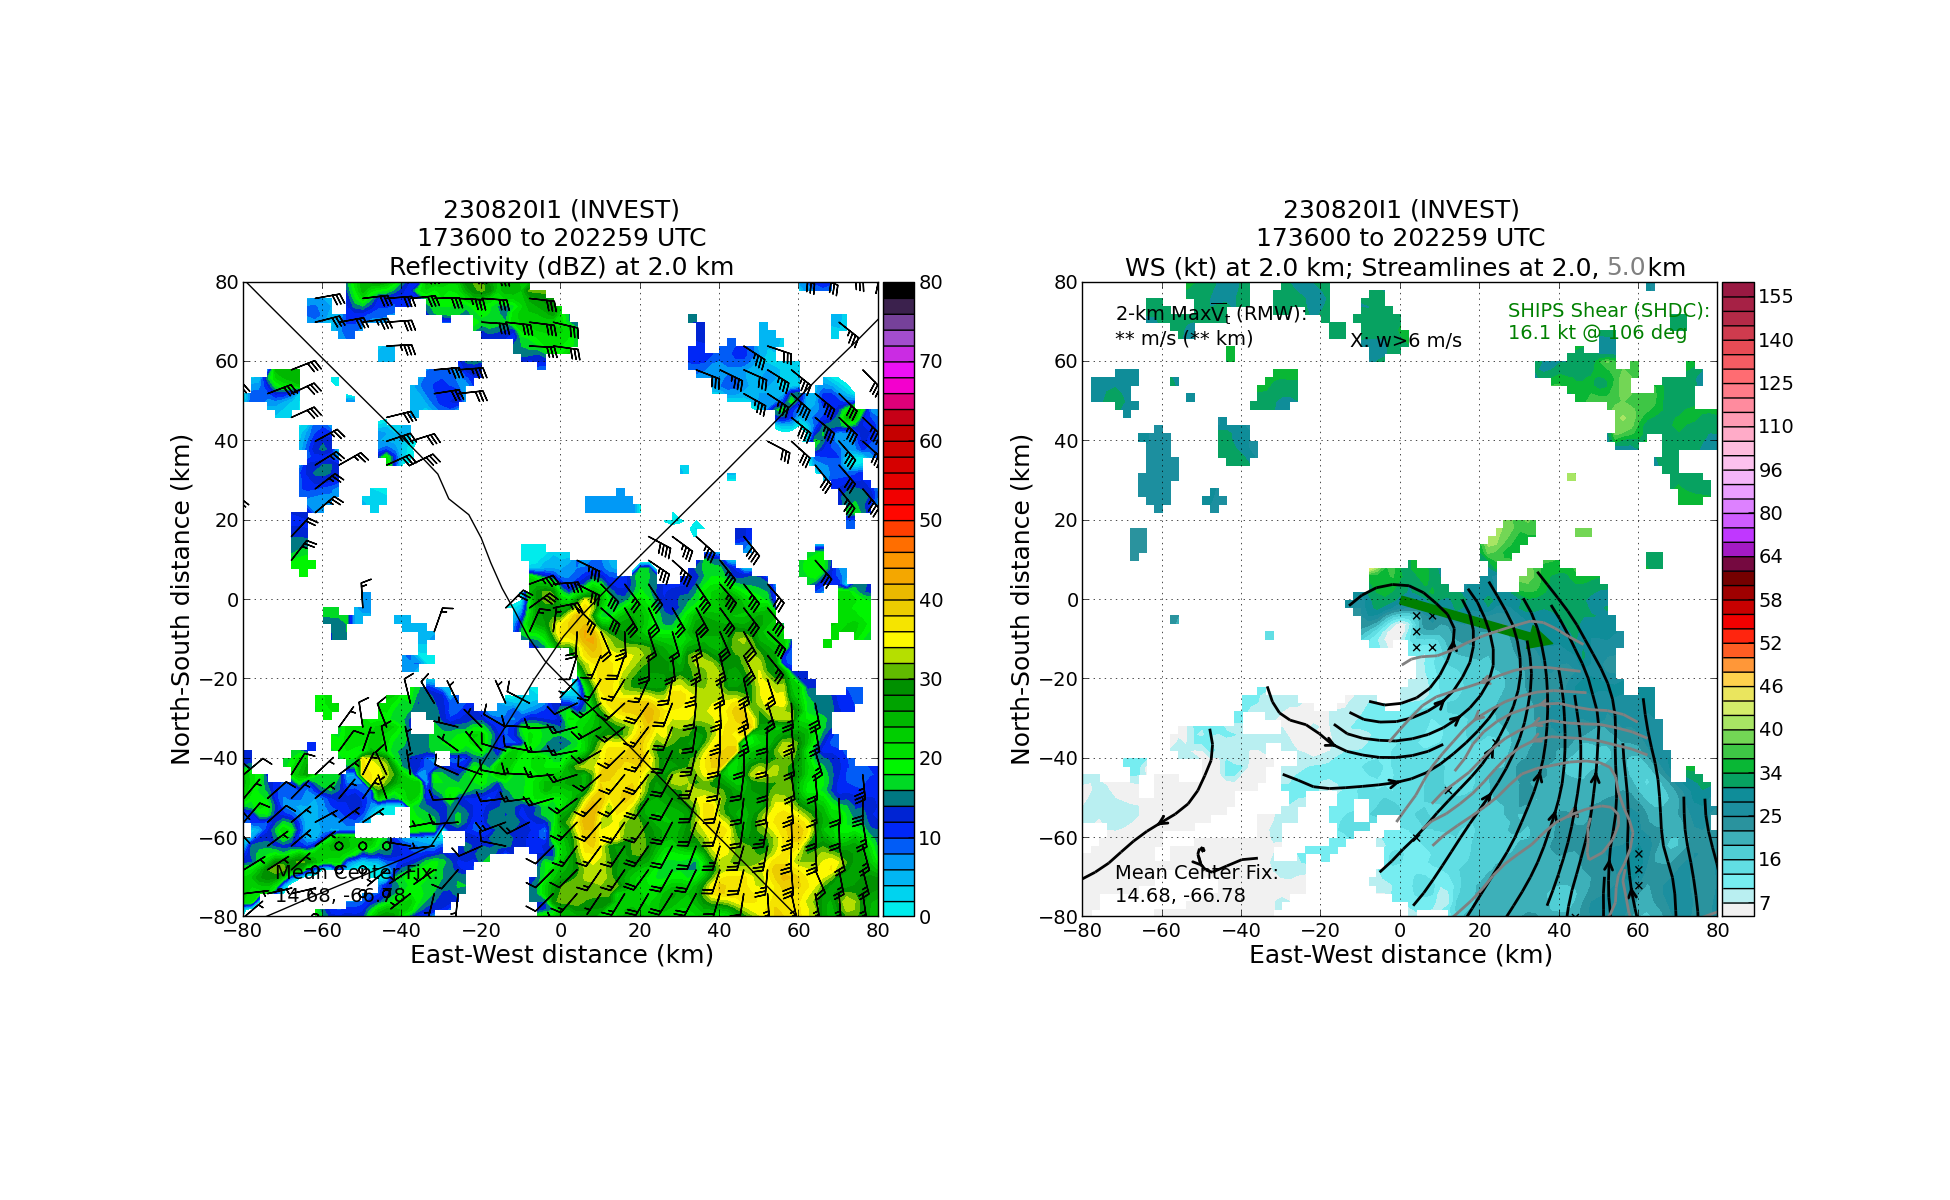 230820I1 (INVEST)
173600 to 202259 UTC
Reflectivity (dBZ) at 2.0 km
80
60
40
20
0
−20
−40
−60
−80
North-South distance (km)
Mean Center Fix:
14.68, -66.78
−80 −60 −40 −20 0 20 40 60 80
East-West distance (km)
80
70
60
50
40
30
20
10
0
230820I1 (INVEST)
173600 to 202259 UTC
WS (kt) at 2.0 km; Streamlines at 2.0, 5.0 km
80
60
40
20
0
−20
−40
−60
−80
North-South distance (km)
2-km MaxVt (RMW):
** m/s (** km)
X: w>6 m/s
SHIPS Shear (SHDC):
16.1 kt @ 106 deg
Mean Center Fix:
14.68, -66.78
−80 −60 −40 −20 0 20 40 60 80
East-West distance (km)
155
140
125
110
96
80
64
58
52
46
40
34
25
16
7